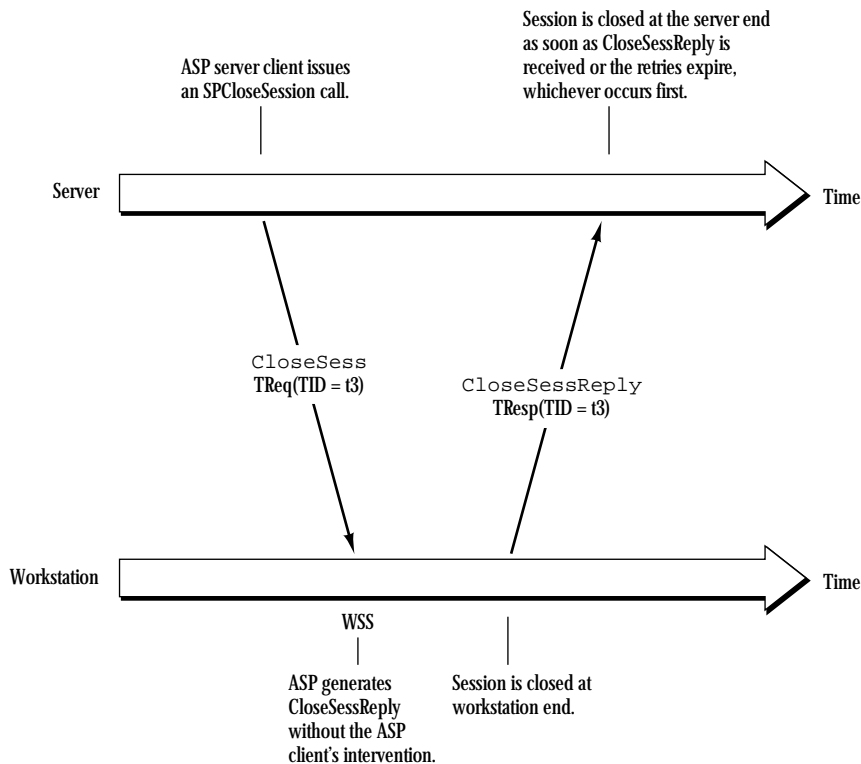 ASP server client issues
an SPCloseSession call.
Session is closed at the server end
as soon as CloseSessReply is
received or the retries expire,
whichever occurs first.
Server
Time
CloseSess
TReq(TID = t3)
CloseSessReply
TResp(TID = t3)
Workstation
Time
WSS
ASP generates
CloseSessReply
without the ASP
client's intervention.
Session is closed at
workstation end.